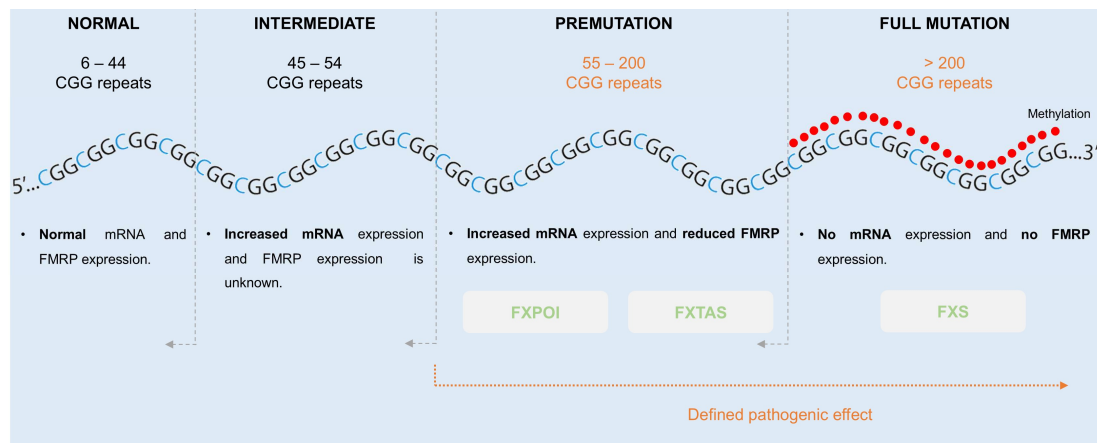 NORMAL
6 – 44
CGG repeats
INTERMEDIATE
45 – 54
CGG repeats
PREMUTATION
55 – 200
CGG repeats
FULL MUTATION
> 200
CGG repeats
Methylation
5'...CGGCGGCGGCGGCGGCGGCGGCGGCGGCGGCGGCGGCGGCGGCGGCGGCGGCGGCGGCGGCGGCGGCGGCGGCGGCGG...3'
• Normal mRNA and
FMRP expression.
• Increased mRNA expression
and FMRP expression is
unknown.
• Increased mRNA expression and reduced FMRP
expression.
• No mRNA expression and no FMRP
expression.
FXPOI
FXTAS
FXS
Defined pathogenic effect